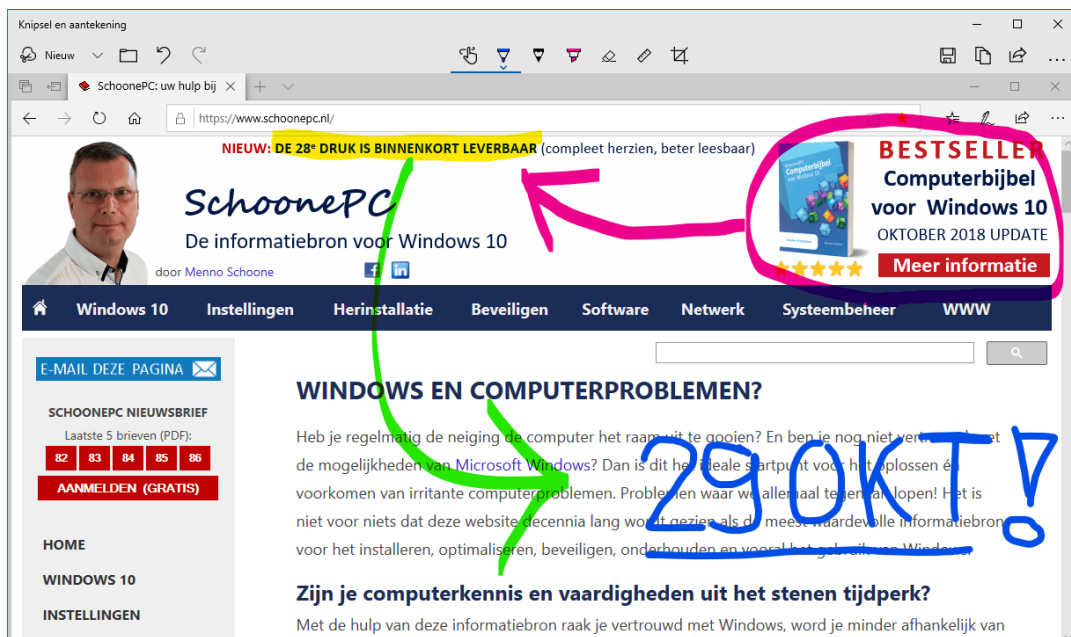 Knipsel en aantekening
Nieuw
SchoonePC: uw hulp bij
https://www.schoonepc.nl/
NIEUW: DE 28e DRUK IS BINNENKORT LEVERBAAR (compleet herzien, beter leesbaar)
SchoonePC
De informatiebron voor Windows 10
door Menno Schoone
f in
Computerbijbel
voor Windows 10
BESTSELLER
Computerbijbel
voor Windows 10
OKTOBER 2018 UPDATE
Meer informatie
Windows 10 Instellingen Herinstallatie Beveiligen Software Netwerk Systeembeheer WWW
E-MAIL DEZE PAGINA
SCHOONEPC NIEUWSBRIEF
Laatste 5 brieven (PDF):
82 83 84 85 86
AANMELDEN (GRATIS)
HOME
WINDOWS 10
INSTELLINGEN
WINDOWS EN COMPUTERPROBLEMEN?
Heb je regelmatig de neiging de computer het raam uit te gooien? En ben je nog niet vertrouwd met
de mogelijkheden van Microsoft Windows? Dan is dit het ideale startpunt voor het oplossen én
voorkomen van irritante computerproblemen. Problemen waar we allemaal tegenaan lopen! Het is
niet voor niets dat deze website decennia lang wordt gezien als de meest waardevolle informatiebron
voor het installeren, optimaliseren, beveiligen, onderhouden en vooral het gebruik van Windows.
29 OKT!
Zijn je computerkennis en vaardigheden uit het stenen tijdperk?
Met de hulp van deze informatiebron raak je vertrouwd met Windows, word je minder afhankelijk van